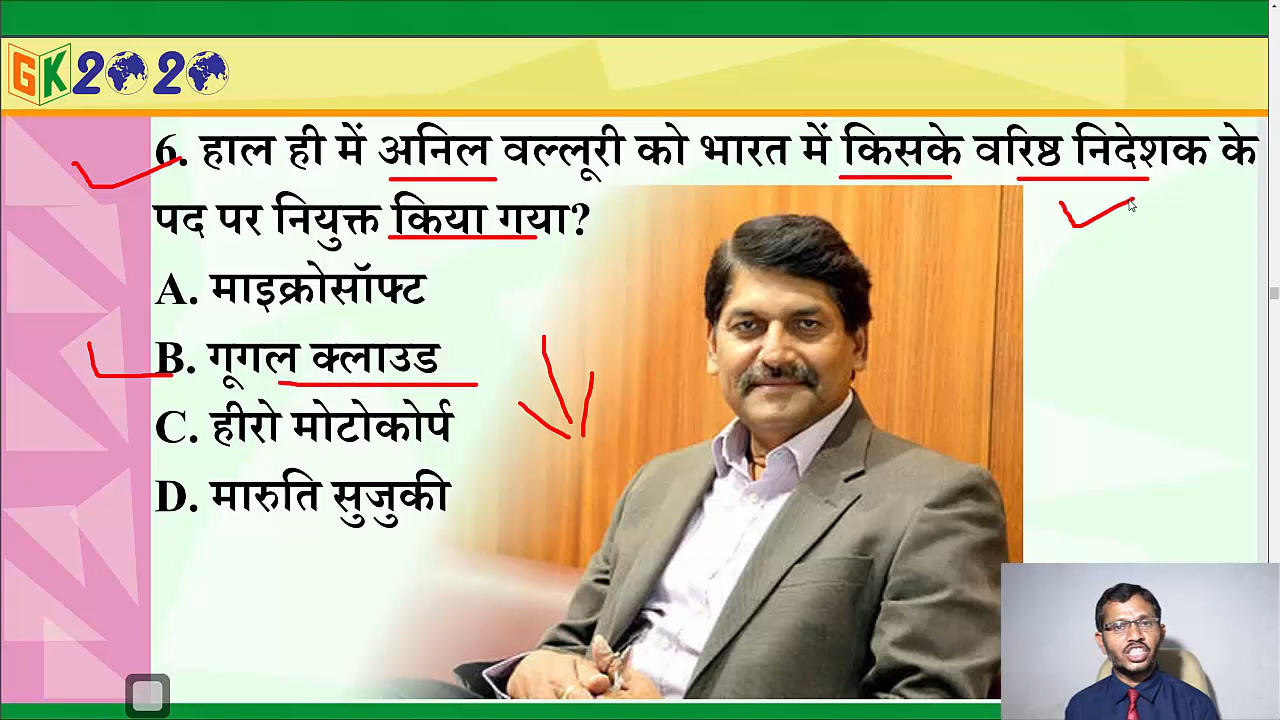 GK2020
6. हाल ही में अनिल वल्लूरी को भारत में किसके वरिष्ठ निदेशक के
पद पर नियुक्त किया गया?
A. माइक्रोसॉफ्ट
B. गूगल क्लाउड
C. हीरो मोटोकोर्प
D. मारुति सुजुकी